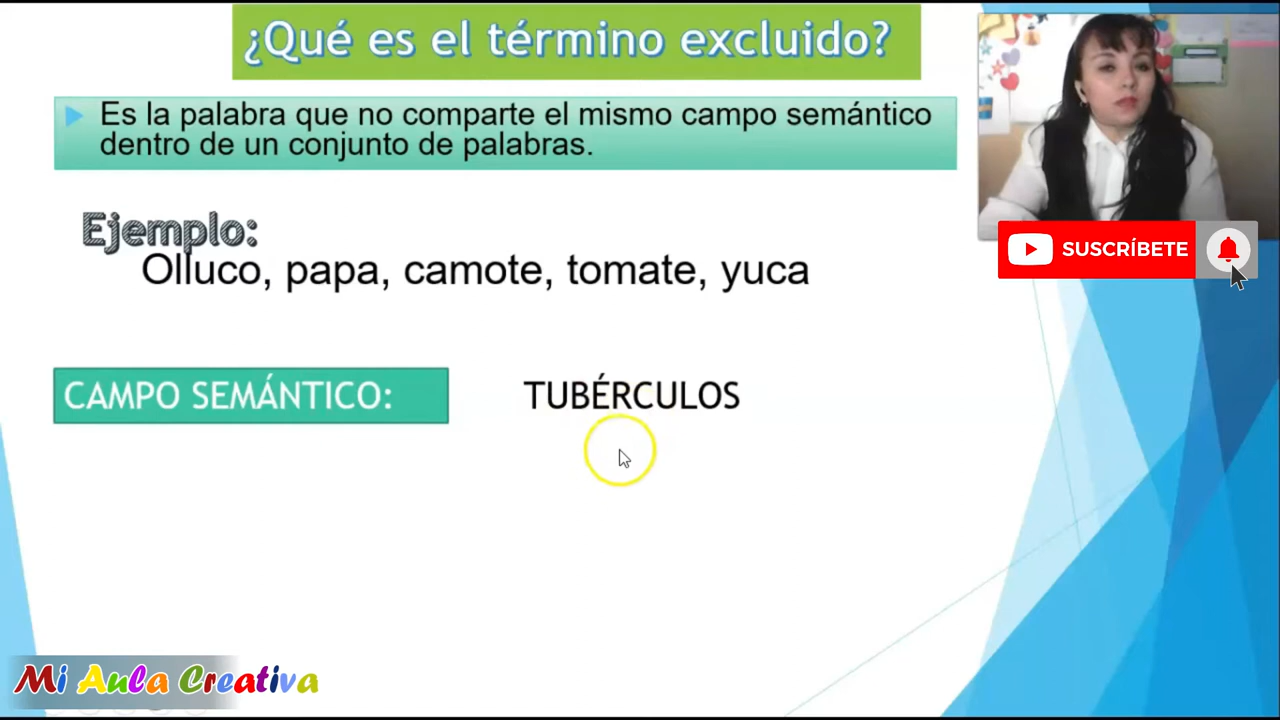 ¿Qué es el término excluido?
Es la palabra que no comparte el mismo campo semántico
dentro de un conjunto de palabras.
SUSCRÍBETE
Ejemplo:
Olluco, papa, camote, tomate, yuca
CAMPO SEMÁNTICO:
TUBÉRCULOS
Mi Aula Creativa